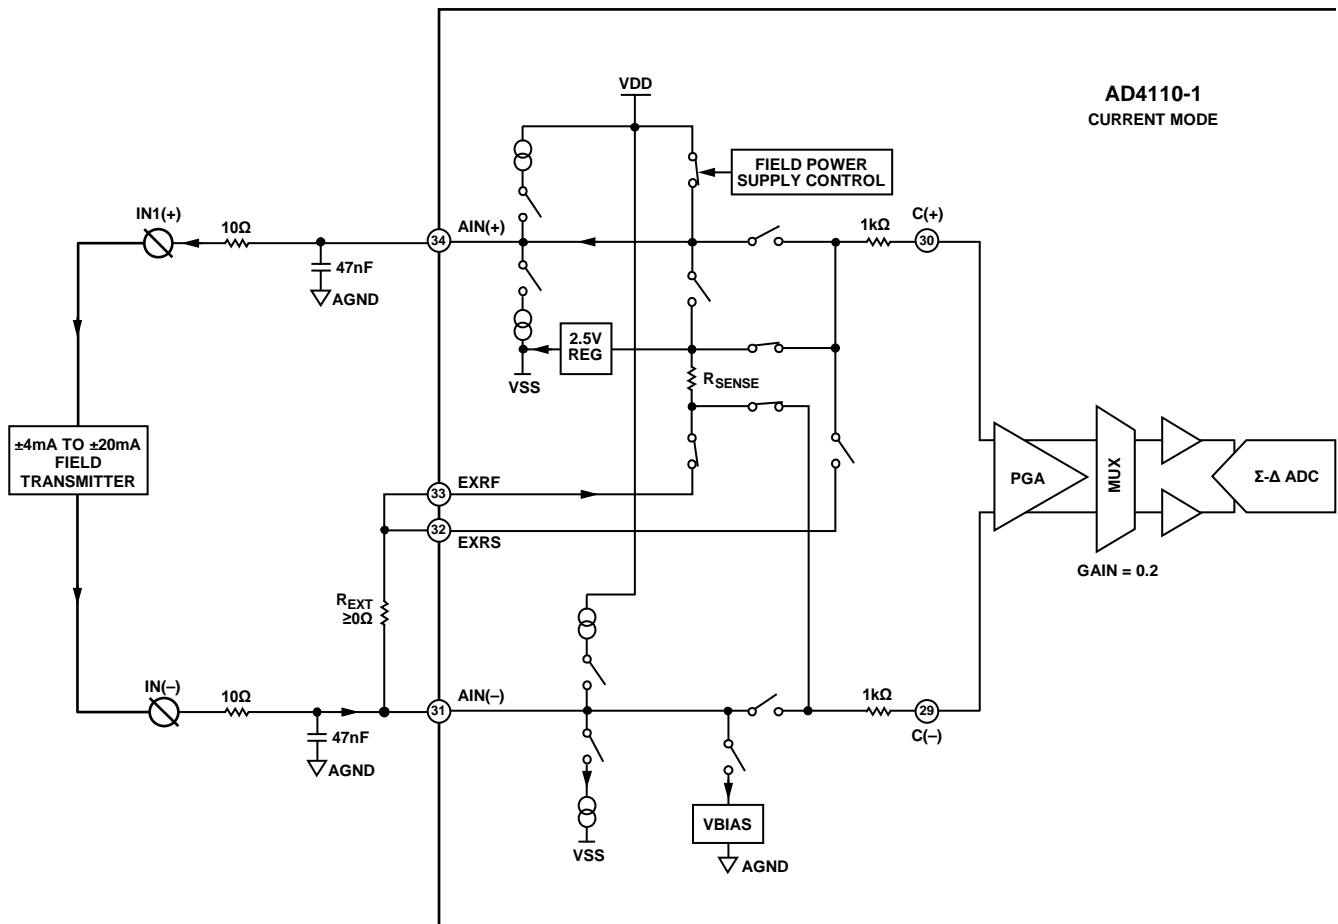 AD4110-1
CURRENT MODE
VDD
FIELD POWER
SUPPLY CONTROL
IN1(+)
10Ω
34
AIN(+)
1kΩ
C(+)
30
47nF
AGND
2.5V
REG
VSS
RSENSE
±4mA TO ±20mA
FIELD
TRANSMITTER
33
EXRF
32
EXRS
PGA
MUX
Σ-Δ ADC
GAIN = 0.2
REXT
≥0Ω
IN(–)
10Ω
31
AIN(–)
1kΩ
29
C(–)
47nF
AGND
VBIAS
VSS
AGND